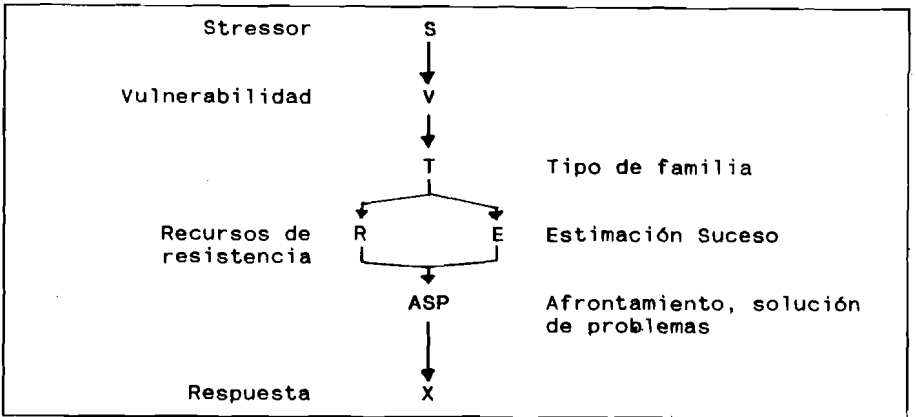 Stressor S
Vulnerabilidad V
T Tipo de familia
Recursos de resistencia R E Estimación Suceso
ASP Afrontamiento, solución de problemas
Respuesta X